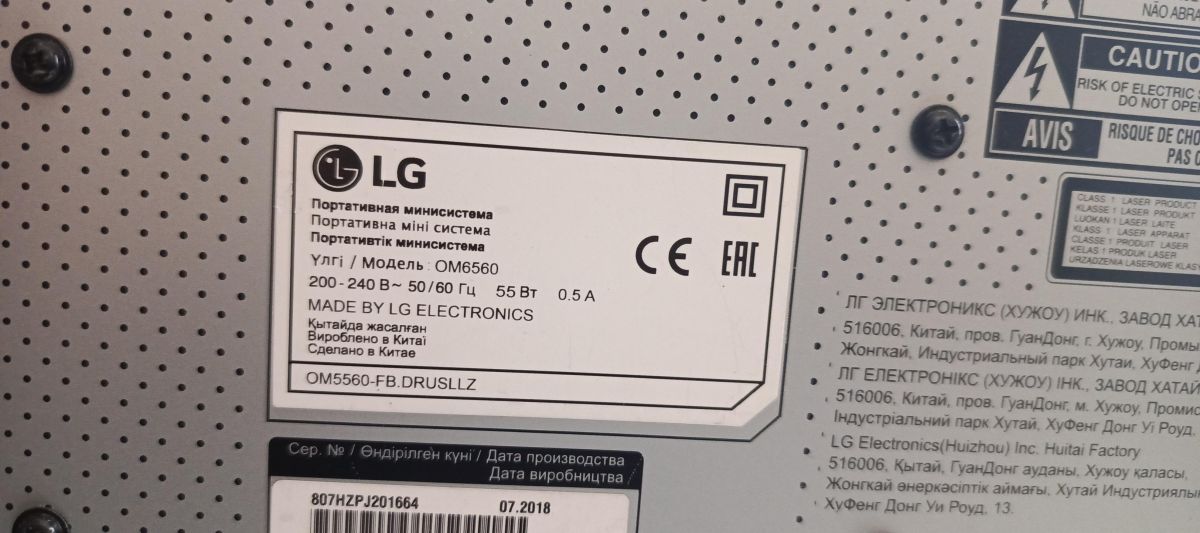 LG
Портативная минисистема
Портативна міні система
Портативтік минисистема
Үлгі / Модель : OM6560
200 - 240 В~ 50/60 Гц 55 Вт 0.5 А
MADE BY LG ELECTRONICS
Қытайда жасалған
Вироблено в Китаї
Сделано в Китае
OM5560-FB.DRUSLLZ
CE
EAC
Сер. № / Өндірілген күні / Дата производства
Дата виробництва /
807HZPJ201664 07.2018
NÃO ABRA
CAUTIO
RISK OF ELECTRIC
DO NOT OPE
AVIS
RISQUE DE CHO
PAS
CLASS 1 LASER PRODUCT
KLASSE 1 LASER PRODUKT
LUOKAN 1 LASER LAITE
KLASS 1 LASER APPARAT
CLASSE 1 PRODUIT LASER
KELAS 1 PRODUK LASER
URZADZENIA LASEROWE KLASY
ЛГ ЭЛЕКТРОНИКС (ХУЖОУ) ИНК., ЗАВОД ХАТ
516006, Китай, пров. ГуанДонг, г. Хужоу, Промы
Жонгкай, Индустриальный парк Хутаи, ХуФенг Д
ЛГ ЕЛЕКТРОНІКС (ХУЖОУ) ІНК., ЗАВОД ХАТАЙ
516006, Китай, пров. ГуанДонг, м. Хужоу, Промис
Індустріальний парк Хутай, ХуФенг Донг Уї Роуд,
LG Electronics(Huizhou) Inc. Huitai Factory
516006, Қытай, ГуанДонг ауданы, Хужоу қаласы,
Жонгкай өнеркәсіптік аймағы, Хутай Индустриялы
ХуФенг Донг Уи Роуд, 13.